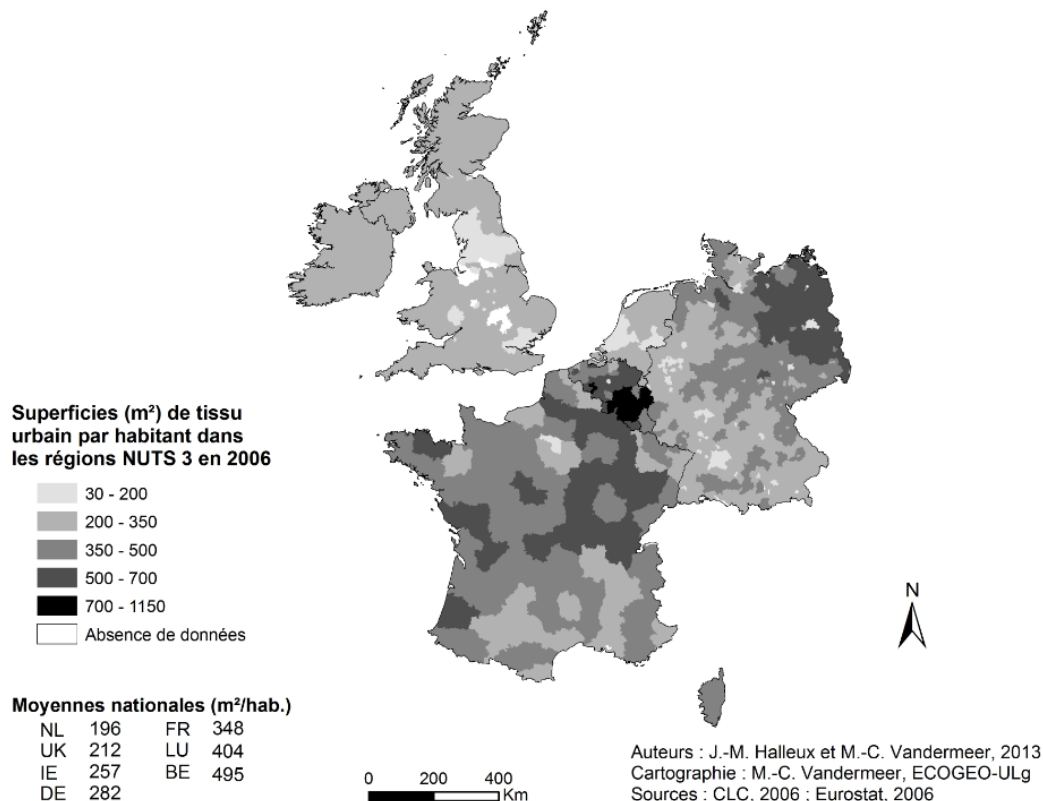 Superficies (m²) de tissu
urbain par habitant dans
les régions NUTS 3 en 2006
30 - 200
200 - 350
350 - 500
500 - 700
700 - 1150
Absence de données
Moyennes nationales (m²/hab.)
NL 196 FR 348
UK 212 LU 404
IE 257 BE 495
DE 282
0 200 400
Km
N
Auteurs : J.-M. Halleux et M.-C. Vandermeer, 2013
Cartographie : M.-C. Vandermeer, ECOGEO-ULg
Sources : CLC, 2006 ; Eurostat, 2006